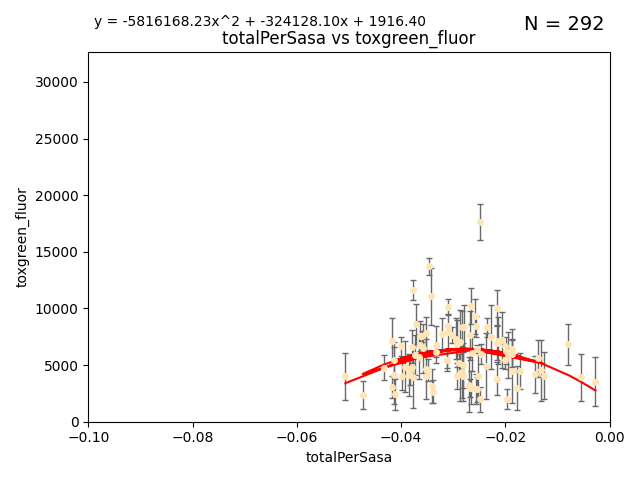 y = -5816168.23x^2 + -324128.10x + 1916.40
N = 292
totalPerSasa vs toxgreen_fluor
30000
25000
20000
15000
10000
5000
0
toxgreen_fluor
−0.10 −0.08 −0.06 −0.04 −0.02 0.00
totalPerSasa